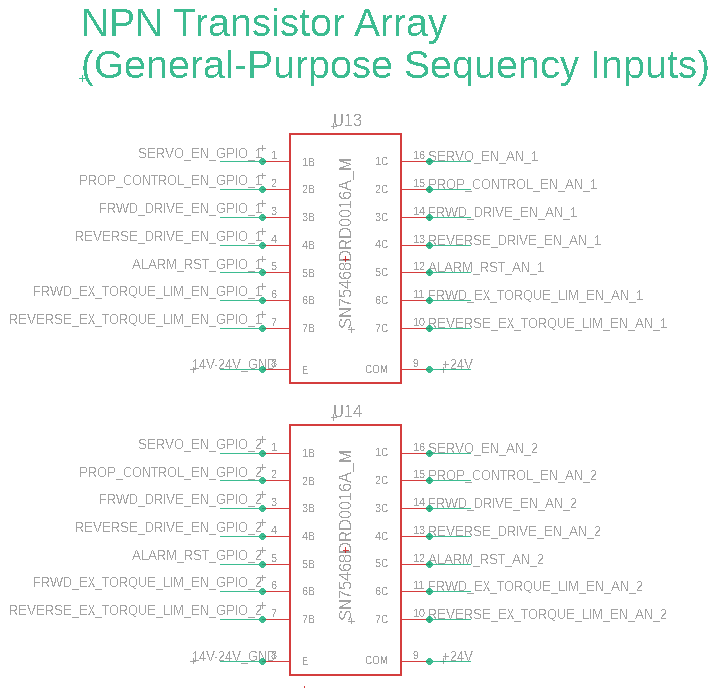 NPN Transistor Array
(General-Purpose Sequency Inputs)
U13
SERVO_EN_GPIO_1 1 1B 1C 16 SERVO_EN_AN_1
PROP_CONTROL_EN_GPIO_1 2 2B 2C 15 PROP_CONTROL_EN_AN_1
FRWD_DRIVE_EN_GPIO_1 3 3B 3C 14 FRWD_DRIVE_EN_AN_1
REVERSE_DRIVE_EN_GPIO_1 4 4B 4C 13 REVERSE_DRIVE_EN_AN_1
ALARM_RST_GPIO_1 5 5B 5C 12 ALARM_RST_AN_1
FRWD_EX_TORQUE_LIM_EN_GPIO_1 6 6B 6C 11 FRWD_EX_TORQUE_LIM_EN_AN_1
REVERSE_EX_TORQUE_LIM_EN_GPIO_1 7 7B 7C 10 REVERSE_EX_TORQUE_LIM_EN_AN_1
14V-24V_GND 8 E COM 9 +24V
SN75468DRD0016A_M
U14
SERVO_EN_GPIO_2 1 1B 1C 16 SERVO_EN_AN_2
PROP_CONTROL_EN_GPIO_2 2 2B 2C 15 PROP_CONTROL_EN_AN_2
FRWD_DRIVE_EN_GPIO_2 3 3B 3C 14 FRWD_DRIVE_EN_AN_2
REVERSE_DRIVE_EN_GPIO_2 4 4B 4C 13 REVERSE_DRIVE_EN_AN_2
ALARM_RST_GPIO_2 5 5B 5C 12 ALARM_RST_AN_2
FRWD_EX_TORQUE_LIM_EN_GPIO_2 6 6B 6C 11 FRWD_EX_TORQUE_LIM_EN_AN_2
REVERSE_EX_TORQUE_LIM_EN_GPIO_2 7 7B 7C 10 REVERSE_EX_TORQUE_LIM_EN_AN_2
14V-24V_GND 8 E COM 9 +24V
SN75468DRD0016A_M